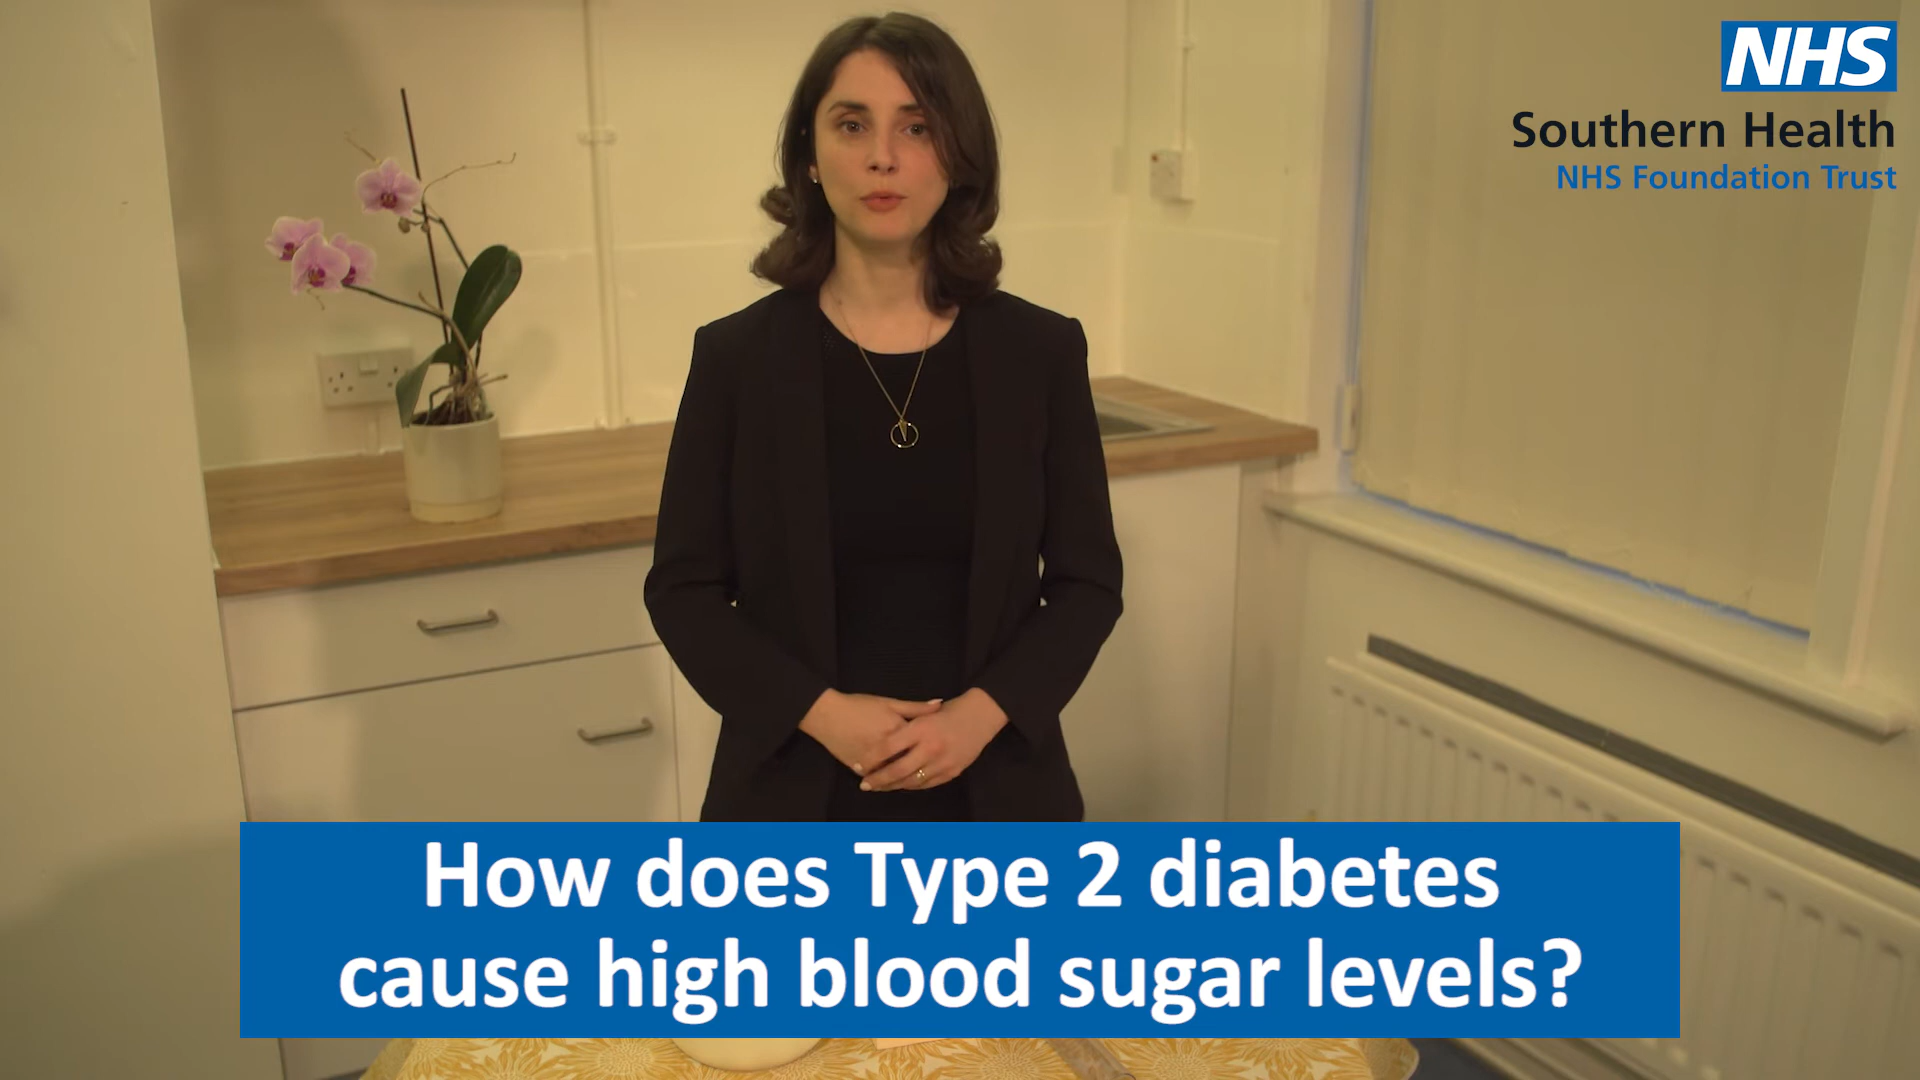 NHS
Southern Health
NHS Foundation Trust
How does Type 2 diabetes
cause high blood sugar levels?